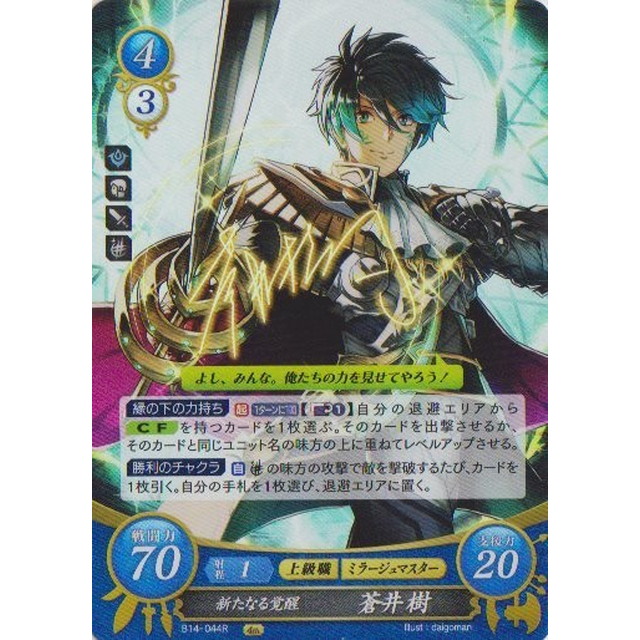 4
3
よし、みんな。俺たちの力を見せてやろう！
縁の下の力持ち 起 1ターンに1回 【1】自分の退避エリアから
CFを持つカードを1枚選ぶ。そのカードを出撃させるか、
そのカードと同じユニット名の味方の上に重ねてレベルアップさせる。
勝利のチャクラ 自 の味方の攻撃で敵を撃破するたび、カードを
1枚引く。自分の手札を1枚選び、退避エリアに置く。
戦闘力
70
射程 1
上級職 ミラージュマスター
支援力
20
新たなる覚醒 蒼井樹
B14-044R
Illust：daigoman